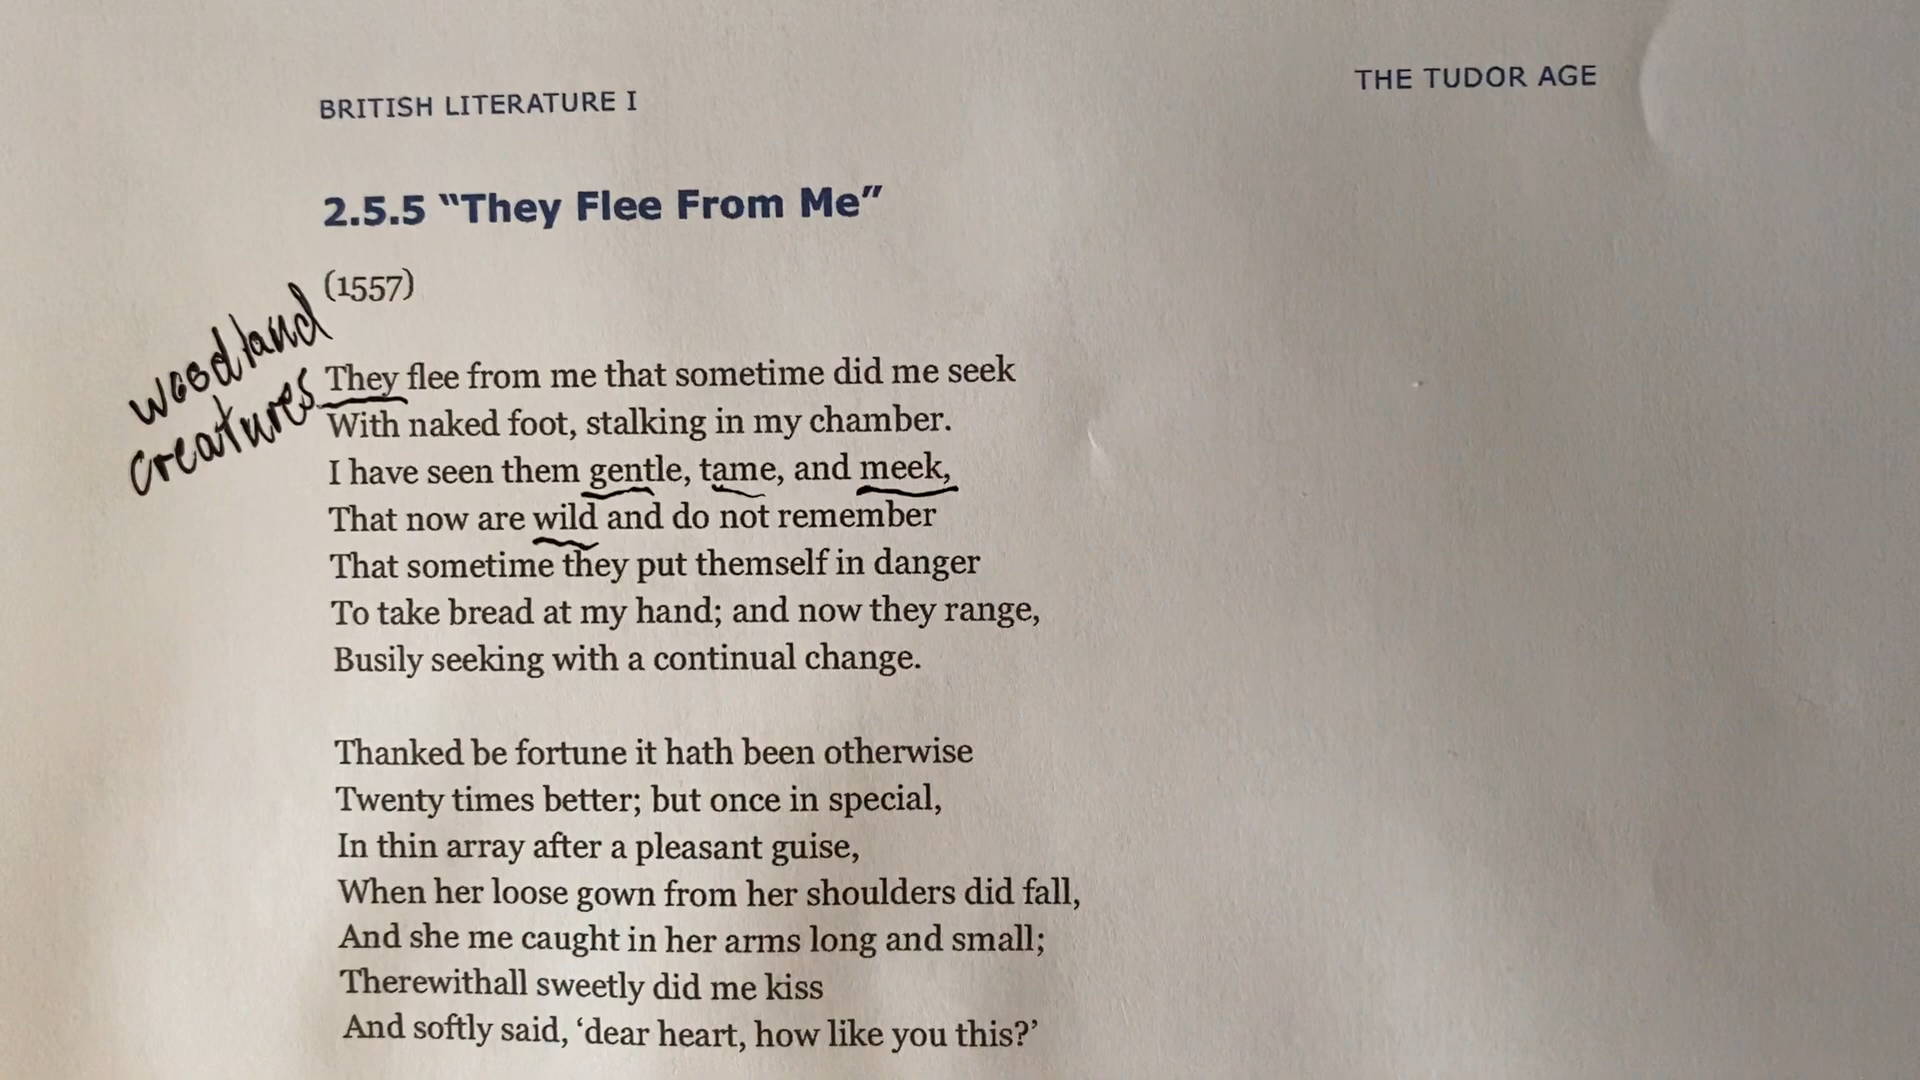 BRITISH LITERATURE I
THE TUDOR AGE
2.5.5 “They Flee From Me”
(1557)
woodland
creatures
They flee from me that sometime did me seek
With naked foot, stalking in my chamber.
I have seen them gentle, tame, and meek,
That now are wild and do not remember
That sometime they put themself in danger
To take bread at my hand; and now they range,
Busily seeking with a continual change.
Thanked be fortune it hath been otherwise
Twenty times better; but once in special,
In thin array after a pleasant guise,
When her loose gown from her shoulders did fall,
And she me caught in her arms long and small;
Therewithall sweetly did me kiss
And softly said, ‘dear heart, how like you this?’